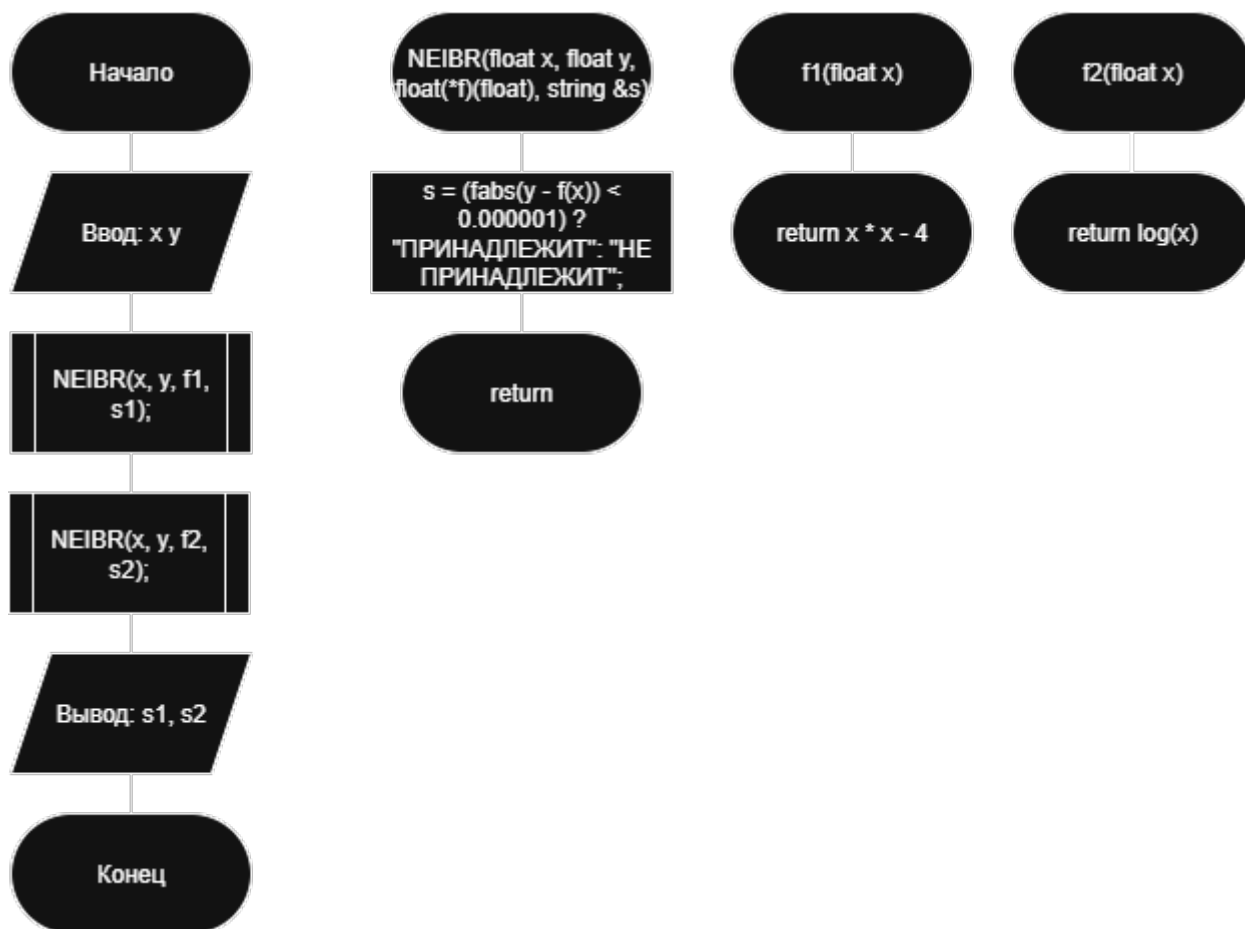 Начало
Ввод: x y
NEIBR(x, y, f1,
s1);
NEIBR(x, y, f2,
s2);
Вывод: s1, s2
Конец
NEIBR(float x, float y,
float(*f)(float), string &s)
s = (fabs(y - f(x)) <
0.000001) ?
"ПРИНАДЛЕЖИТ": "НЕ
ПРИНАДЛЕЖИТ";
return
f1(float x)
return x * x - 4
f2(float x)
return log(x)